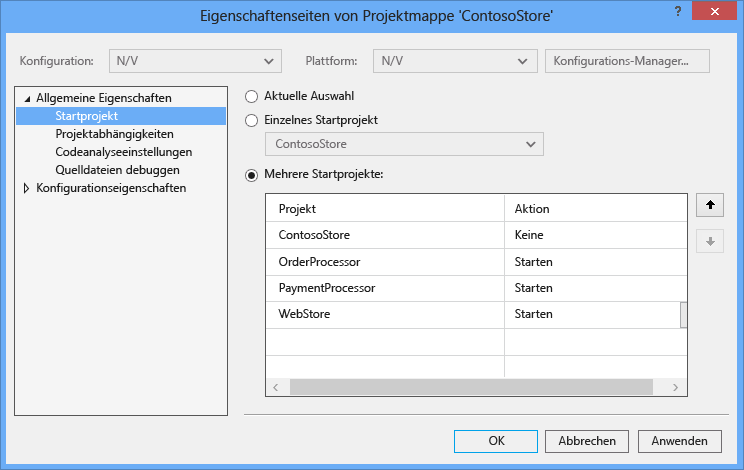 Eigenschaftenseiten von Projektmappe 'ContosoStore'
Konfiguration: N/V Plattform: N/V Konfigurations-Manager...
Allgemeine Eigenschaften
Startprojekt
Projektabhängigkeiten
Codeanalyseeinstellungen
Quelldateien debuggen
Konfigurationseigenschaften
Aktuelle Auswahl
Einzelnes Startprojekt
ContosoStore
Mehrere Startprojekte:
Projekt Aktion
ContosoStore Keine
OrderProcessor Starten
PaymentProcessor Starten
WebStore Starten
OK Abbrechen Anwenden